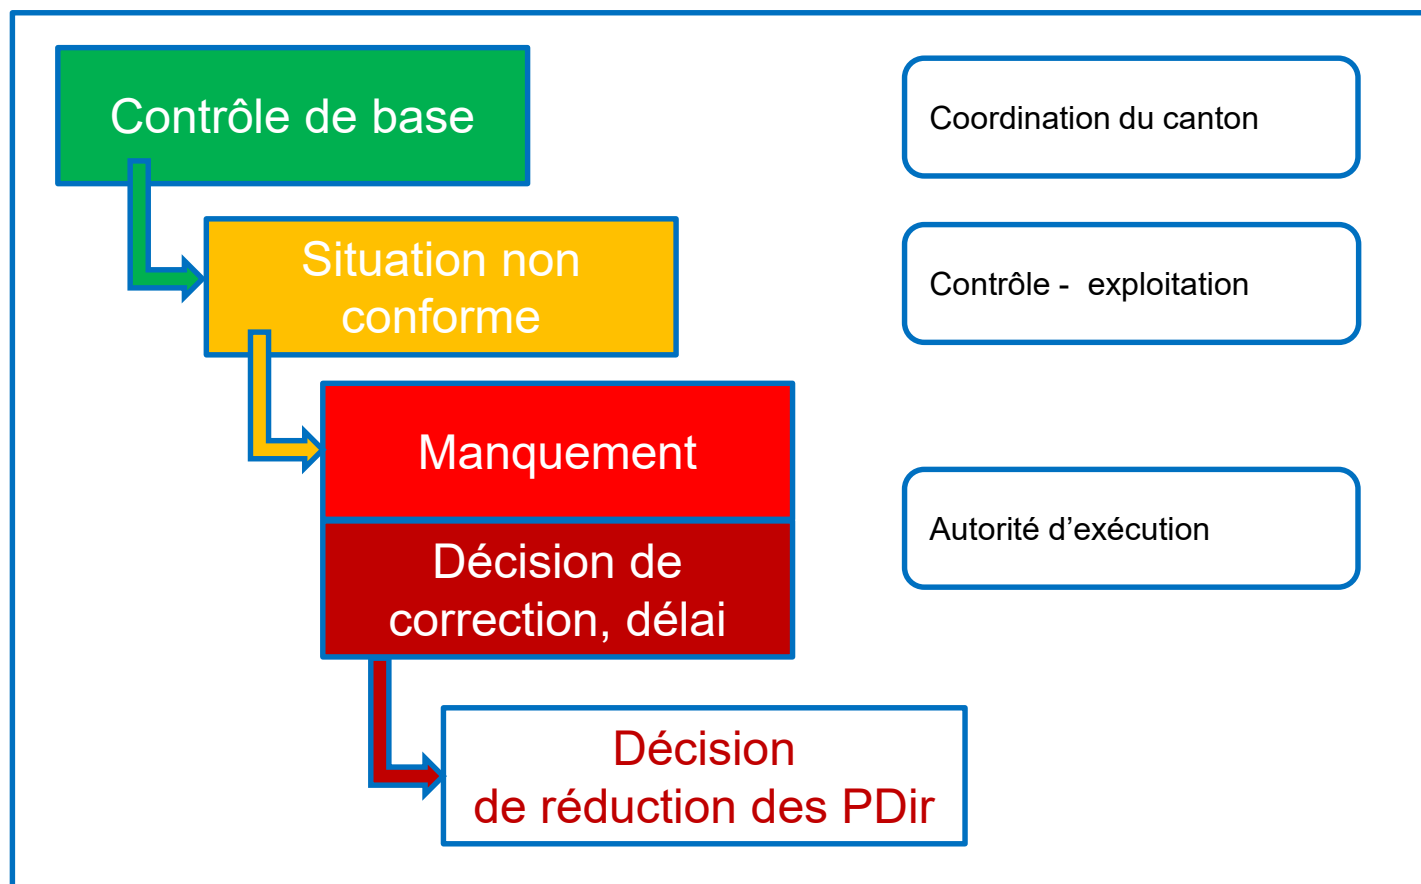 Contrôle de base
Coordination du canton
Situation non
conforme
Contrôle - exploitation
Manquement
Décision de
correction, délai
Autorité d’exécution
Décision
de réduction des PDir